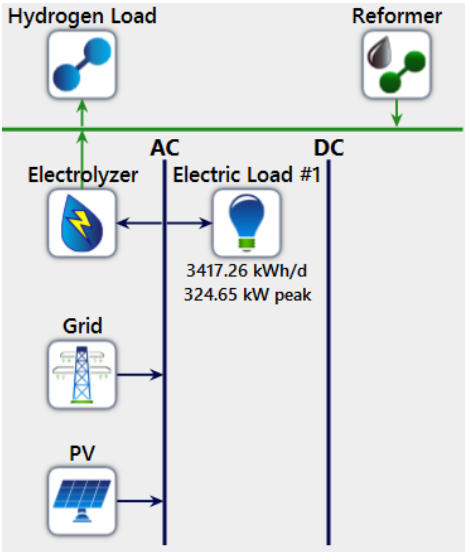 Hydrogen Load
Reformer
AC
DC
Electrolyzer
Electric Load #1
3417.26 kWh/d
324.65 kW peak
Grid
PV